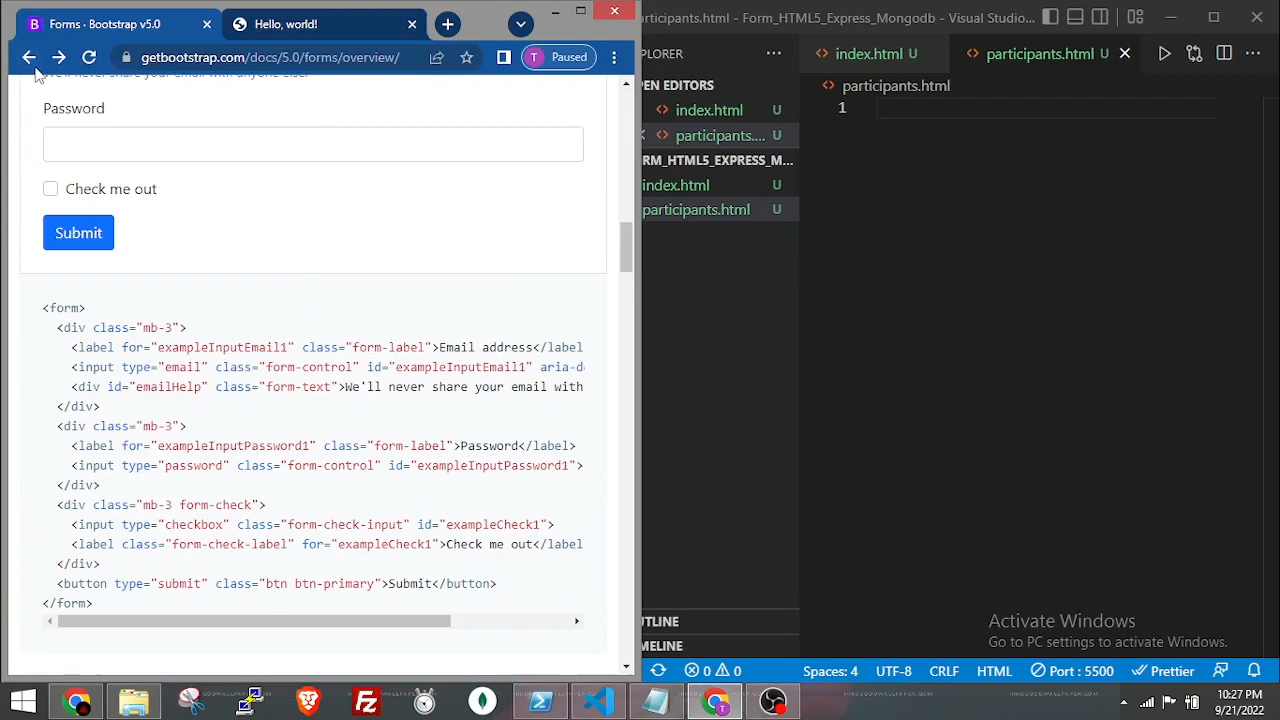 Forms · Bootstrap v5.0
Hello, world!
getbootstrap.com/docs/5.0/forms/overview/
T Paused
Password
Check me out
Submit
<form>
<div class="mb-3">
<label for="exampleInputEmail1" class="form-label">Email address</label
<input type="email" class="form-control" id="exampleInputEmail1" aria-de
<div id="emailHelp" class="form-text">We'll never share your email with
</div>
<div class="mb-3">
<label for="exampleInputPassword1" class="form-label">Password</label>
<input type="password" class="form-control" id="exampleInputPassword1">
</div>
<div class="mb-3 form-check">
<input type="checkbox" class="form-check-input" id="exampleCheck1">
<label class="form-check-label" for="exampleCheck1">Check me out</label
</div>
<button type="submit" class="btn btn-primary">Submit</button>
</form>
articipants.html - Form_HTML5_Express_Mongodb - Visual Studio...
PLORER ...
PEN EDITORS
index.html U
participants.... U
RM_HTML5_EXPRESS_M...
index.html U
participants.html U
UTLINE
MELINE
index.html U
participants.html U
participants.html
1
Activate Windows
Go to PC settings to activate Windows.
0 0
Spaces: 4 UTF-8 CRLF HTML Port : 5500 Prettier
10:27 PM
9/21/2022